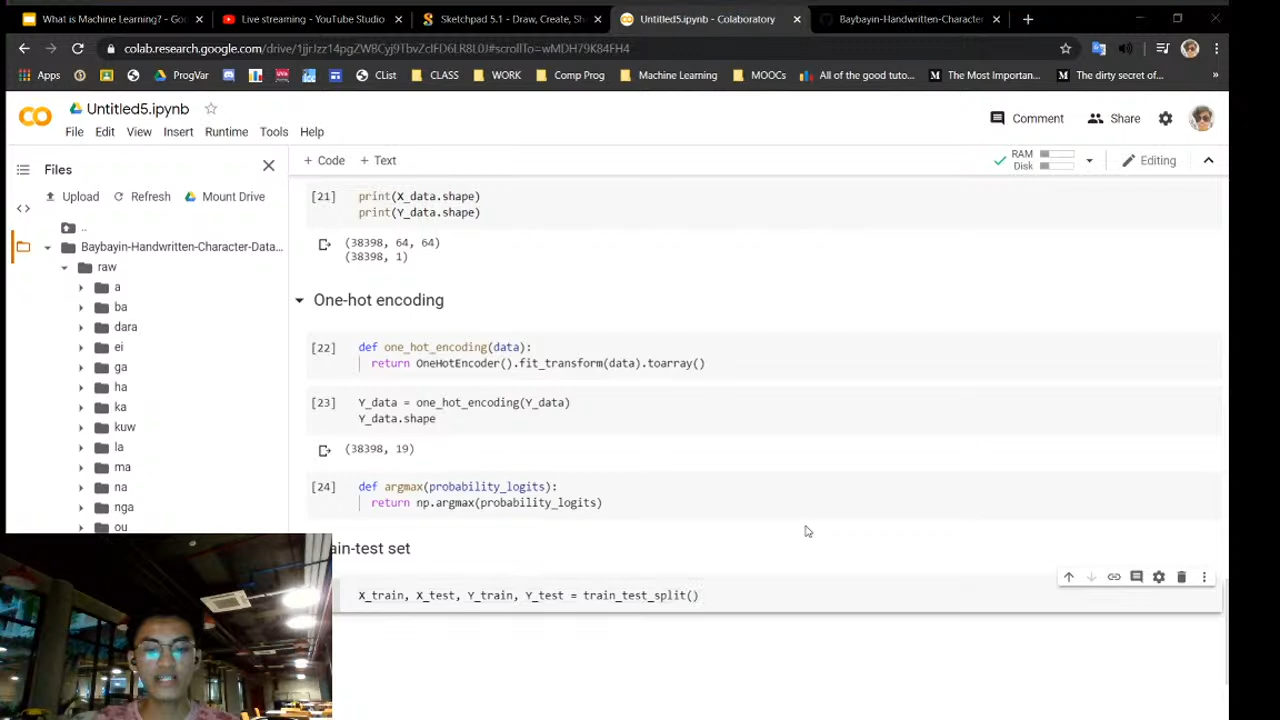 What is Machine Learning? - Goo
Live streaming - YouTube Studio
Sketchpad 5.1 - Draw, Create, Sh
Untitled5.ipynb - Colaboratory
Baybayin-Handwritten-Character
colab.research.google.com/drive/1jjrJzz14pgZW8Cyj9TbvZcIFD6LR8L0J#scrollTo=wMDH79K84FH4
Apps
ProgVar
CList
CLASS
WORK
Comp Prog
Machine Learning
MOOCs
All of the good tuto...
The Most Importan...
The dirty secret of...
»
Untitled5.ipynb
File Edit View Insert Runtime Tools Help
Comment
Share
Files
+ Code + Text
RAM
Disk
Editing
Upload Refresh Mount Drive
..
Baybayin-Handwritten-Character-Data...
raw
a
ba
dara
ei
ga
ha
ka
kuw
la
ma
na
nga
ou
[21] print(X_data.shape)
print(Y_data.shape)
(38398, 64, 64)
(38398, 1)
One-hot encoding
[22] def one_hot_encoding(data):
return OneHotEncoder().fit_transform(data).toarray()
[23] Y_data = one_hot_encoding(Y_data)
Y_data.shape
(38398, 19)
[24] def argmax(probability_logits):
return np.argmax(probability_logits)
ain-test set
X_train, X_test, Y_train, Y_test = train_test_split()